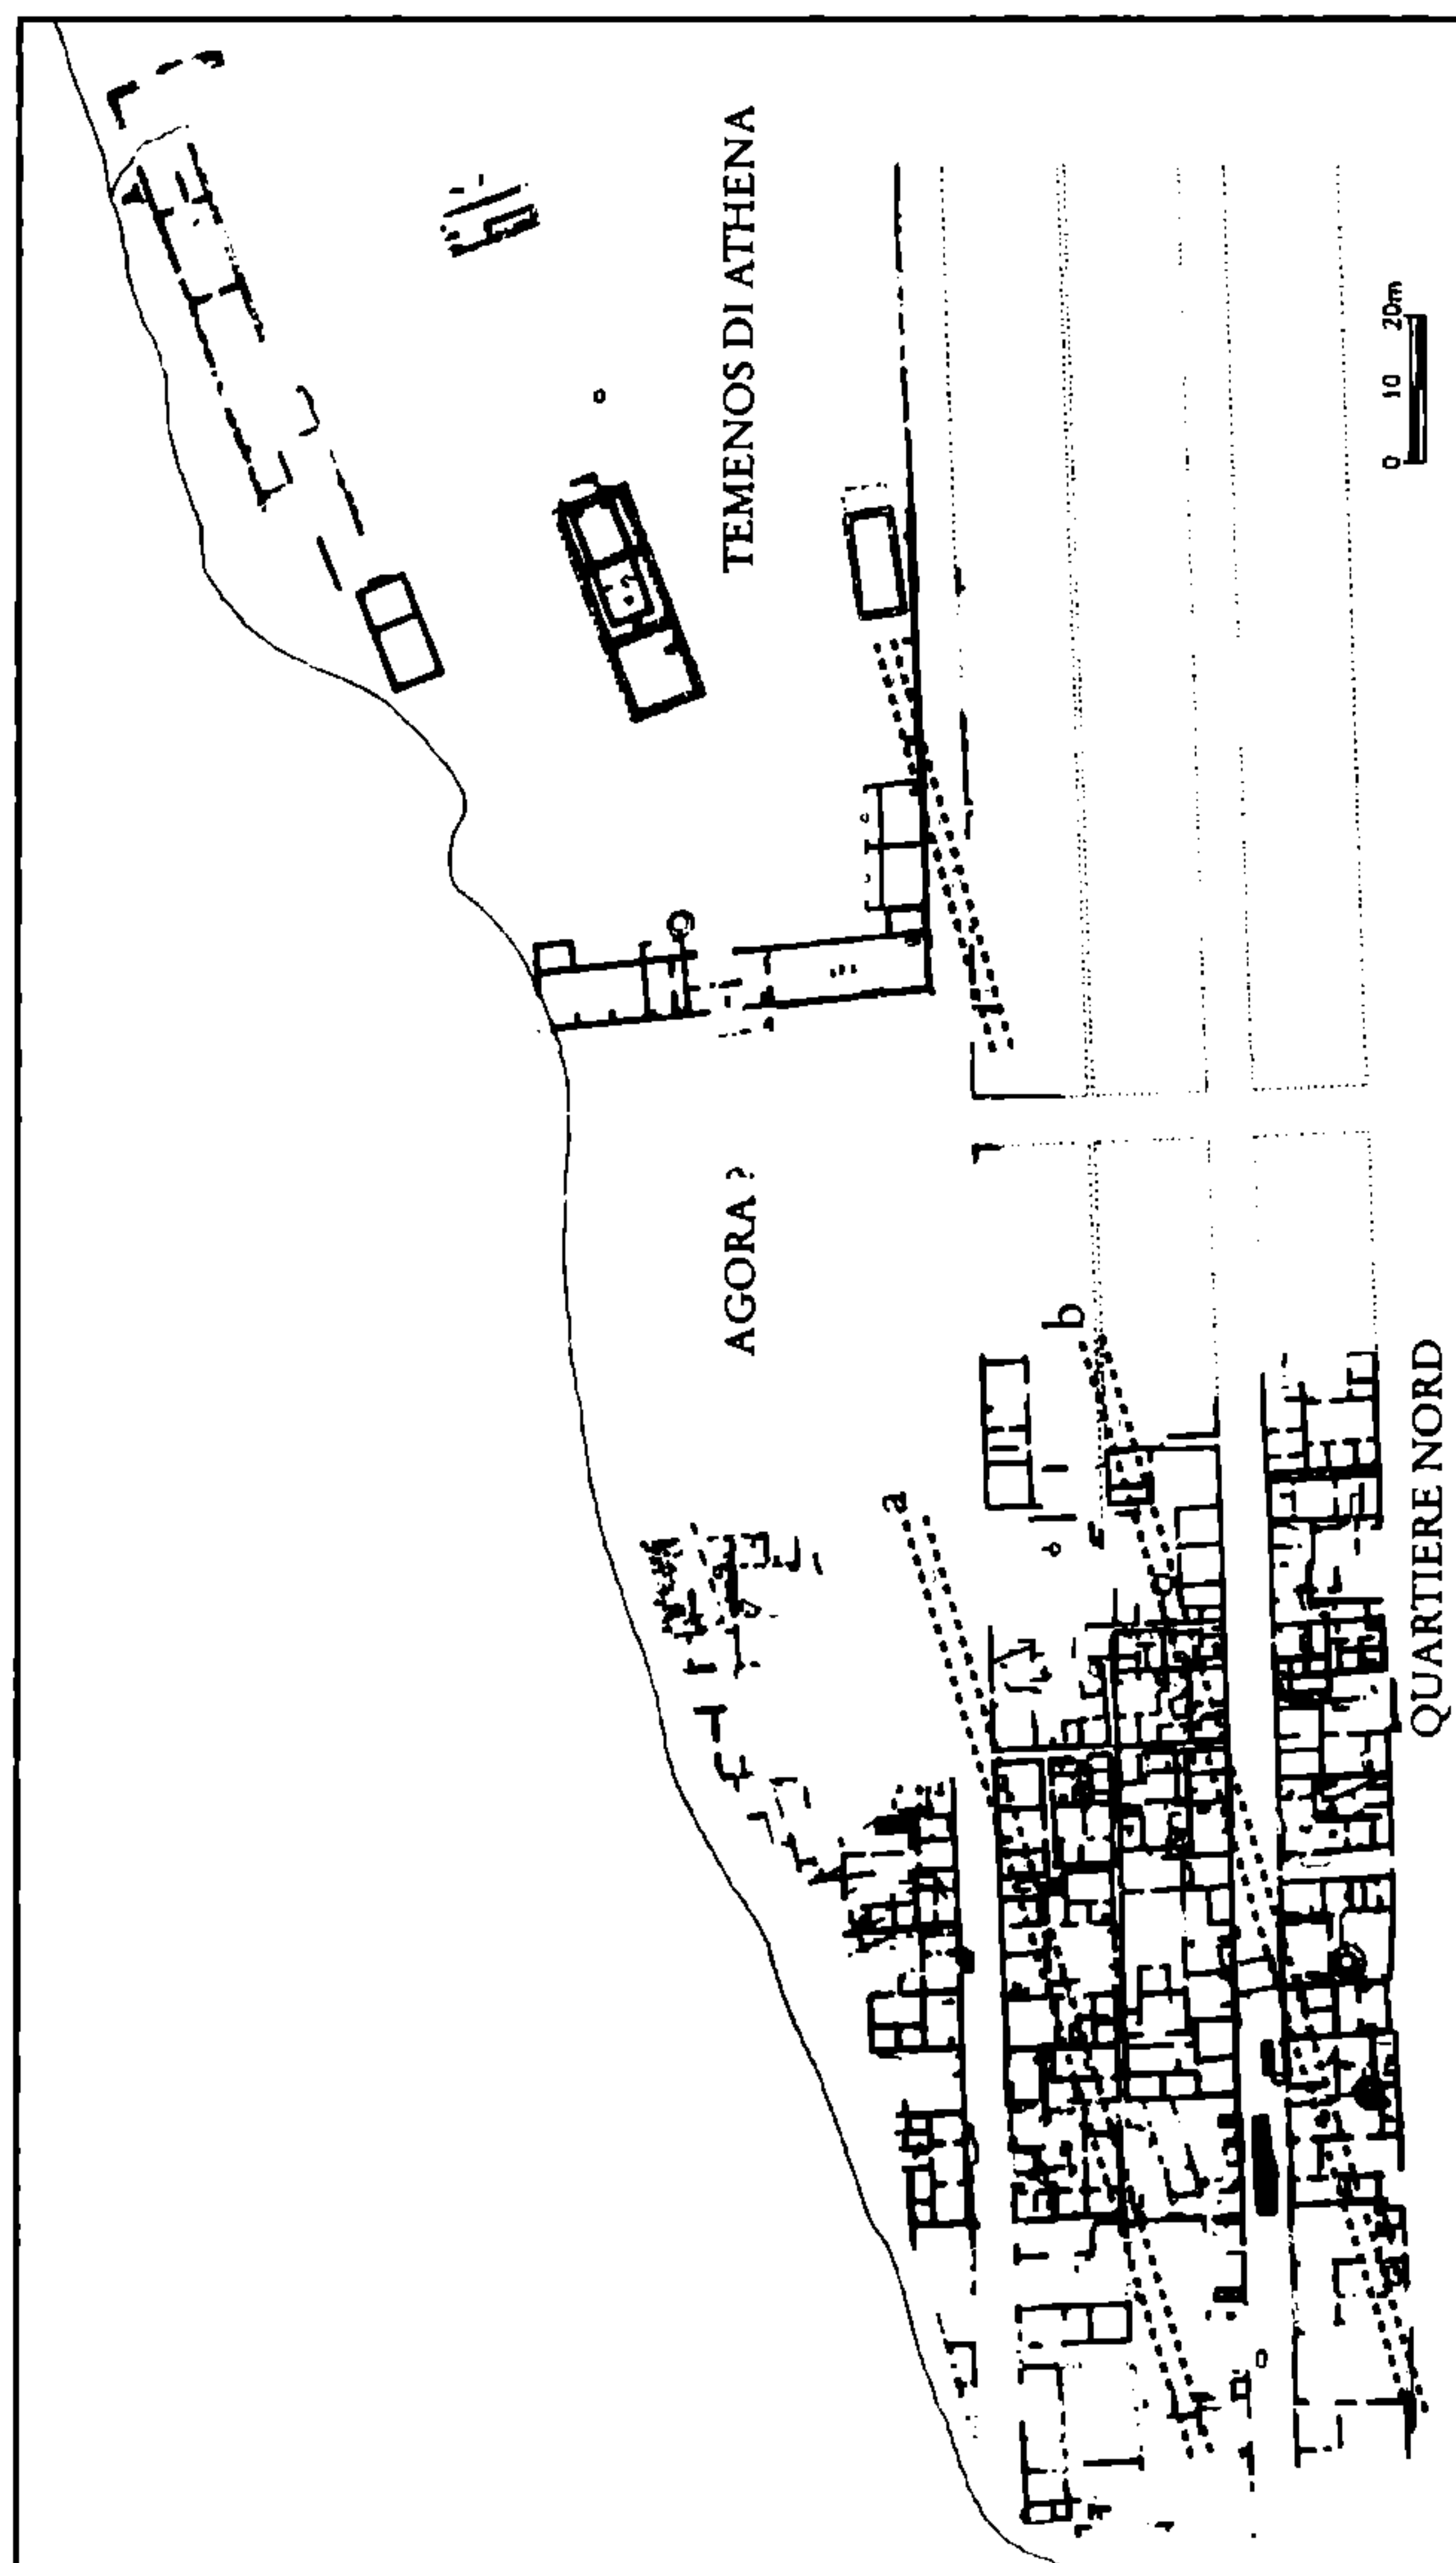 TEMENOS DI ATHENA
AGORA ?
a
b
QUARTIERE NORD
0 10 20m